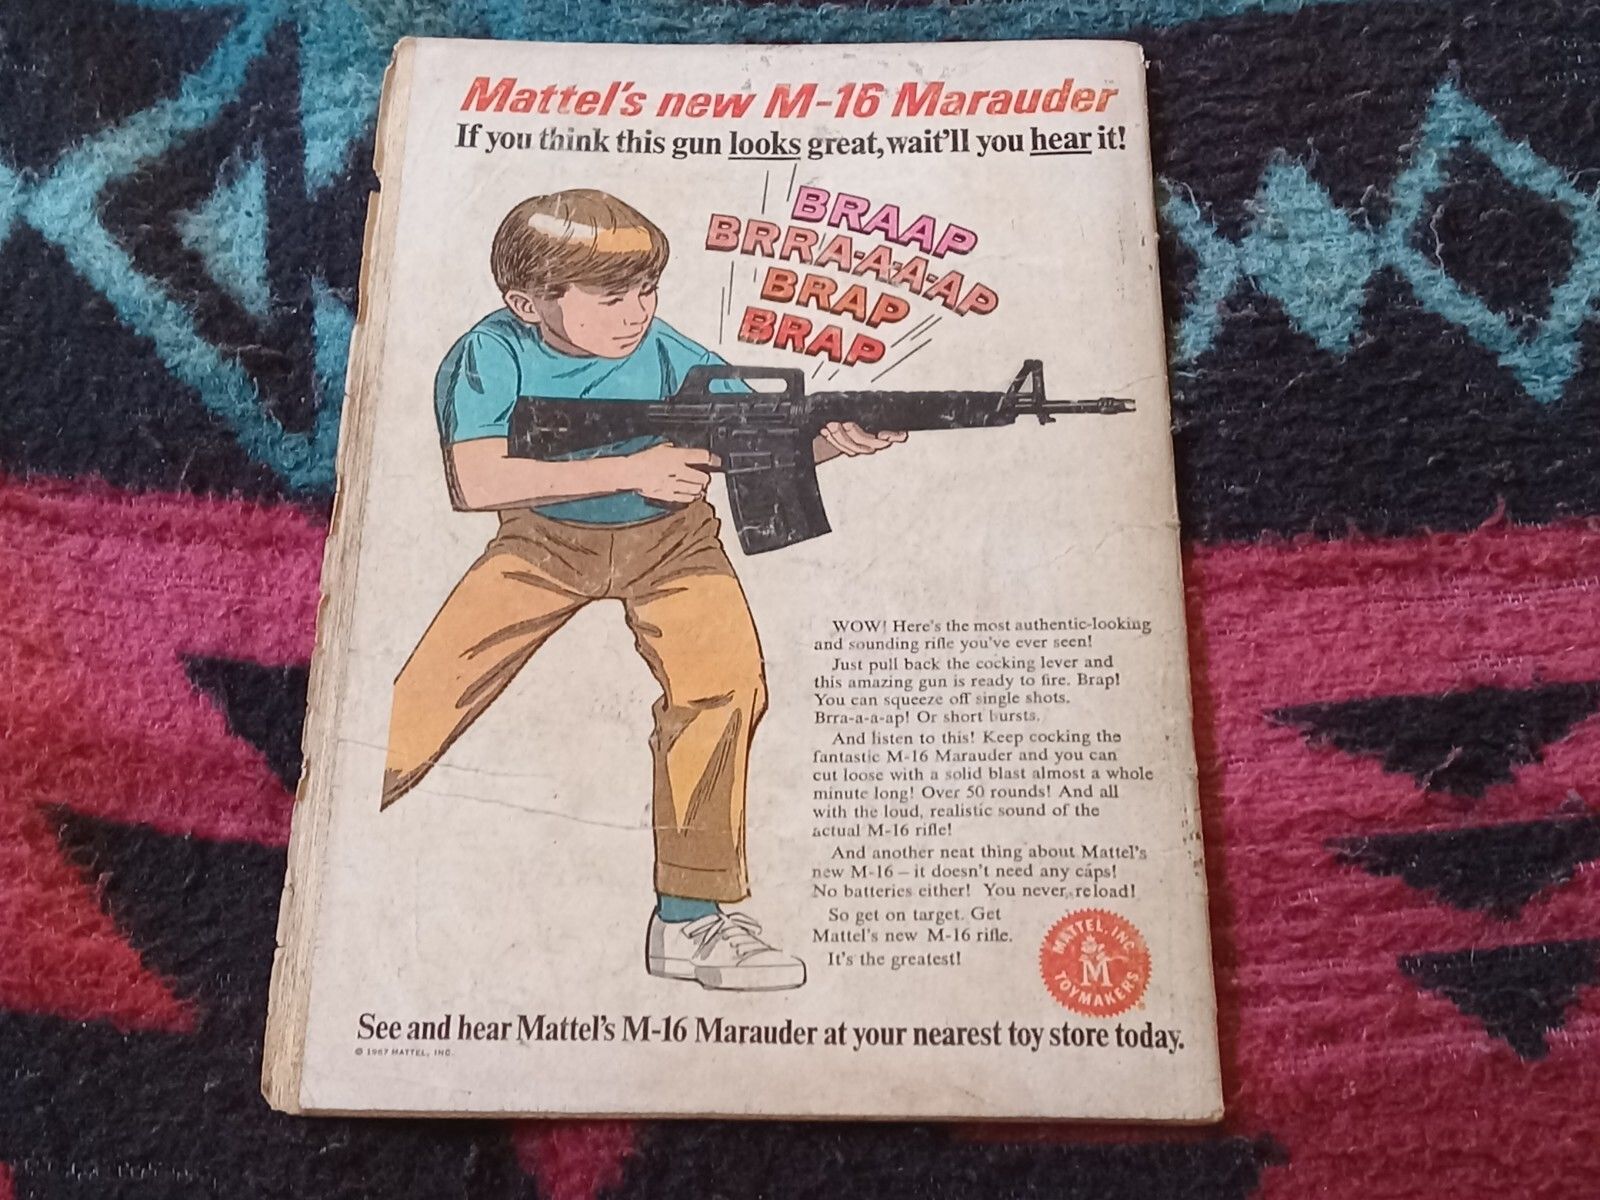 Mattel's new M-16 Marauder
If you think this gun looks great, wait'll you hear it!
BRAAP
BRRA-A-A-AP
BRAP
BRAP
WOW! Here's the most authentic-looking
and sounding rifle you've ever seen!
Just pull back the cocking lever and
this amazing gun is ready to fire. Brap!
You can squeeze off single shots.
Brra-a-a-ap! Or short bursts.
And listen to this! Keep cocking the
fantastic M-16 Marauder and you can
cut loose with a solid blast almost a whole
minute long! Over 50 rounds! And all
with the loud, realistic sound of the
actual M-16 rifle!
And another neat thing about Mattel's
new M-16 – it doesn't need any caps!
No batteries either! You never reload!
So get on target. Get
Mattel's new M-16 rifle.
It's the greatest!
MATTEL, INC.
M
TOYMAKERS
See and hear Mattel's M-16 Marauder at your nearest toy store today.
© 1967 MATTEL, INC.